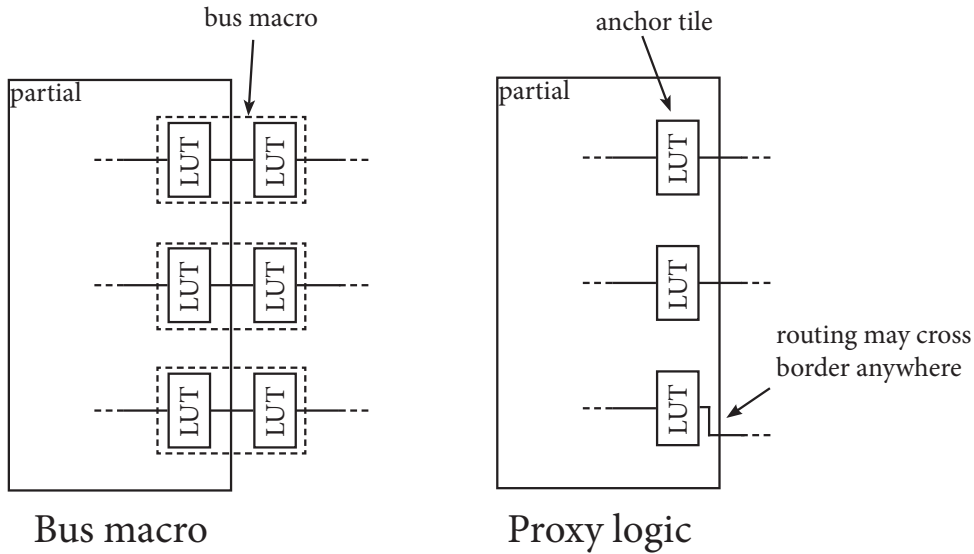 bus macro
partial
LUT LUT
LUT LUT
LUT LUT
Bus macro
anchor tile
partial
LUT
LUT
routing may cross
border anywhere
LUT
Proxy logic